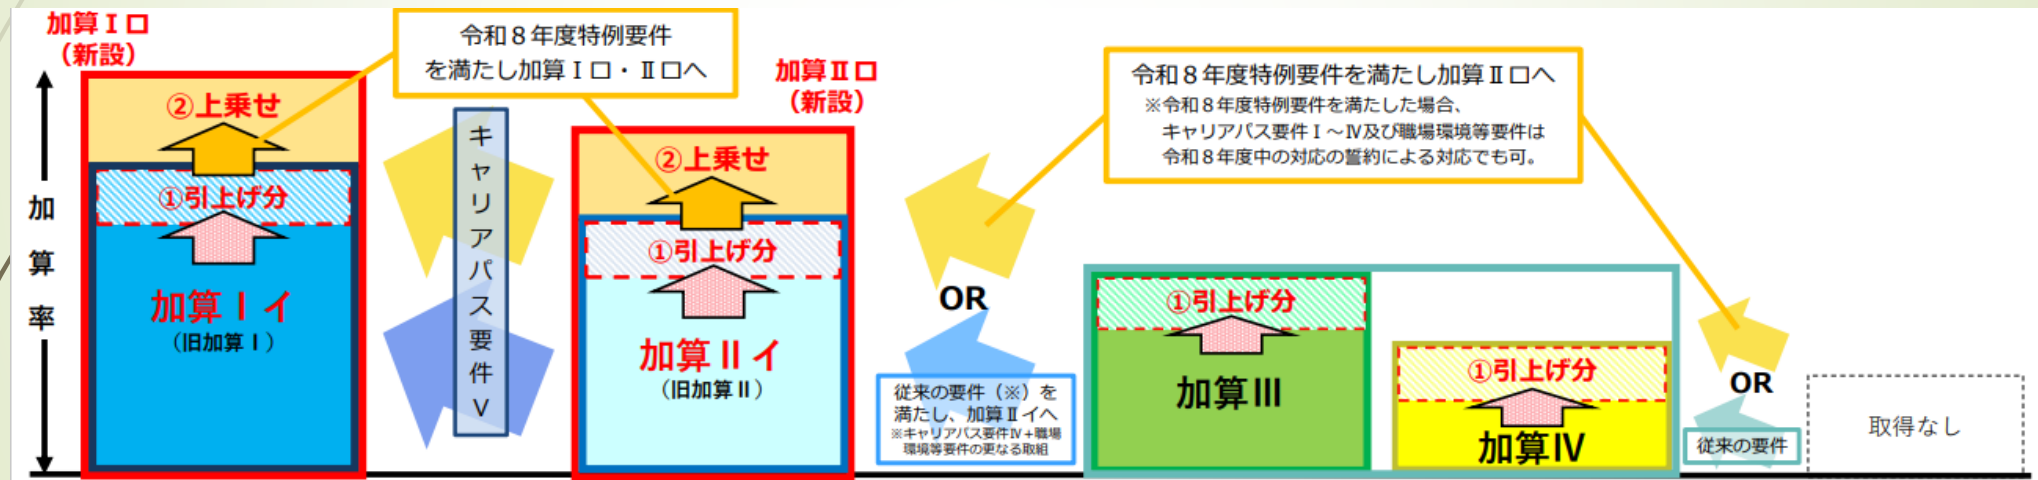 加算Ⅰロ
（新設）
②上乗せ
①引上げ分
加算Ⅰイ
（旧加算Ⅰ）
加算率
令和８年度特例要件
を満たし加算Ⅰロ・Ⅱロへ
キャリアパス要件Ⅴ
加算Ⅱロ
（新設）
②上乗せ
①引上げ分
加算Ⅱイ
（旧加算Ⅱ）
令和８年度特例要件を満たし加算Ⅱロへ
※令和８年度特例要件を満たした場合、
キャリアパス要件Ⅰ～Ⅳ及び職場環境等要件は
令和８年度中の対応の誓約による対応でも可。
OR
従来の要件（※）を
満たし、加算Ⅱイへ
※キャリアパス要件Ⅳ＋職場
環境等要件の更なる取組
①引上げ分
加算Ⅲ
①引上げ分
加算Ⅳ
OR
従来の要件
取得なし